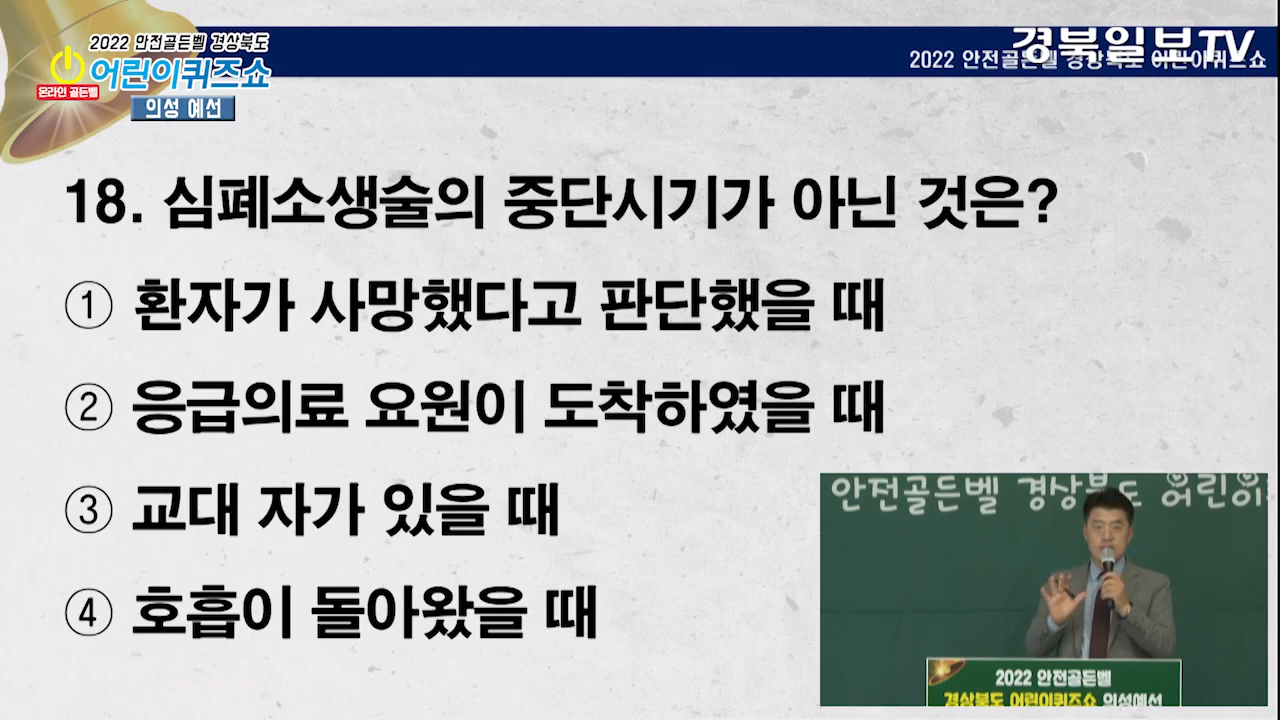 2022 안전골든벨 경상북도
어린이퀴즈쇼
온라인 골든벨
의성 예선
경북일보TV
2022 안전골든벨 경상북도 어린이퀴즈쇼
18. 심폐소생술의 중단시기가 아닌 것은?
① 환자가 사망했다고 판단했을 때
② 응급의료 요원이 도착하였을 때
③ 교대 자가 있을 때
④ 호흡이 돌아왔을 때
안전골든벨 경상북도 어린이
2022 안전골든벨
경상북도 어린이퀴즈쇼 의성예선